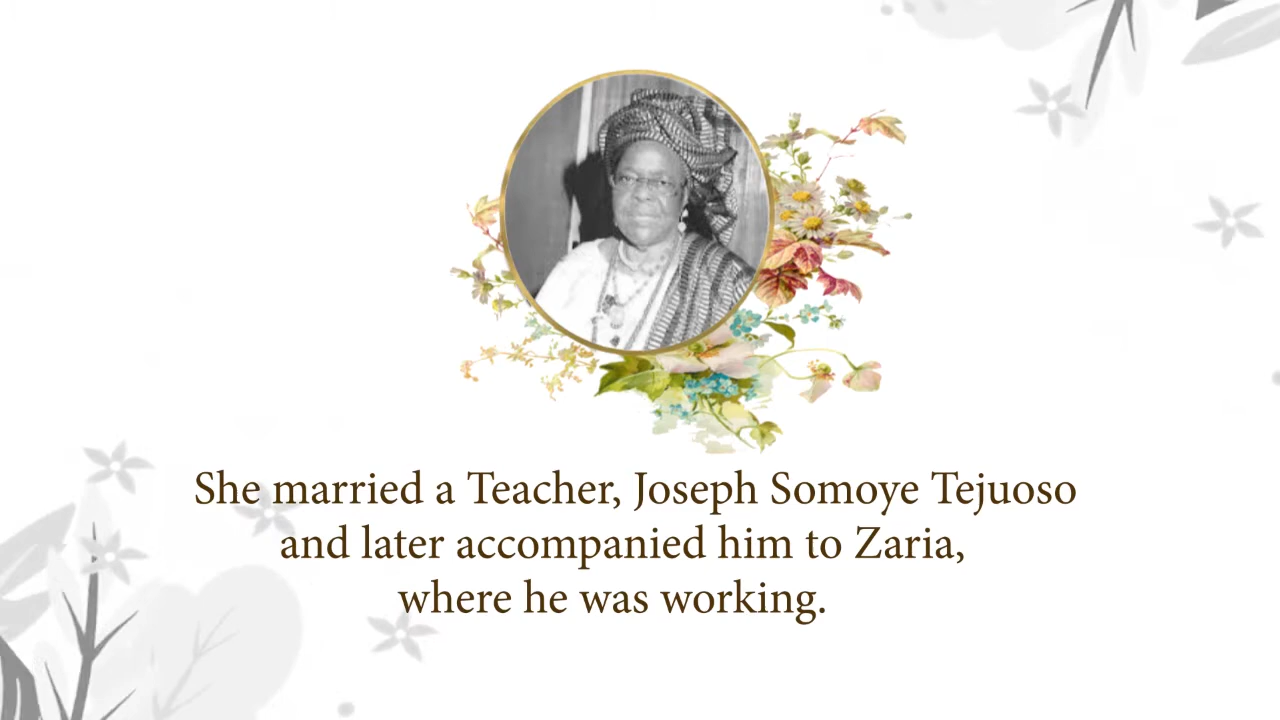 She married a Teacher, Joseph Somoye Tejuoso
and later accompanied him to Zaria,
where he was working.